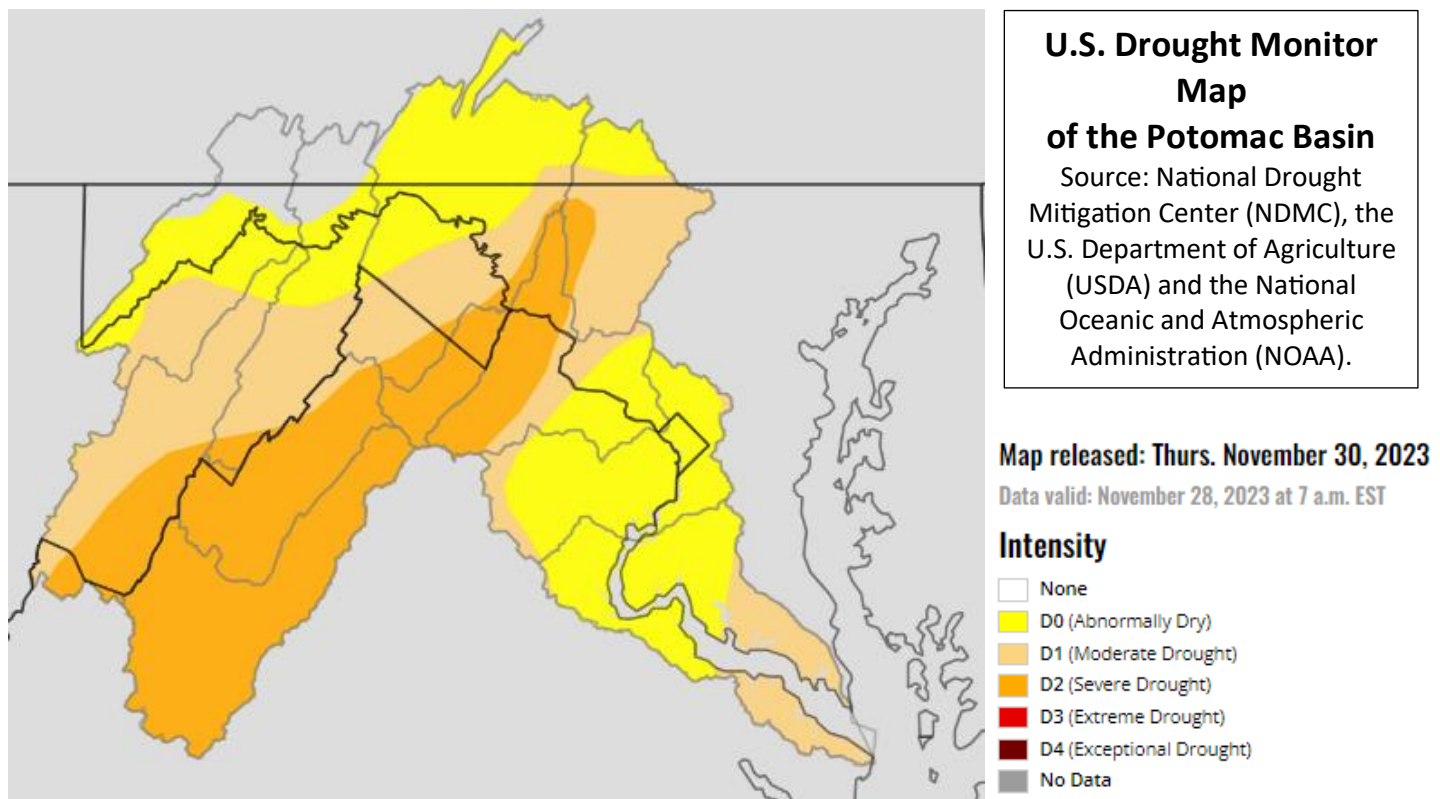 U.S. Drought Monitor
Map
of the Potomac Basin
Source: National Drought
Mitigation Center (NDMC), the
U.S. Department of Agriculture
(USDA) and the National
Oceanic and Atmospheric
Administration (NOAA).
Map released: Thurs. November 30, 2023
Data valid: November 28, 2023 at 7 a.m. EST
Intensity
None
D0 (Abnormally Dry)
D1 (Moderate Drought)
D2 (Severe Drought)
D3 (Extreme Drought)
D4 (Exceptional Drought)
No Data